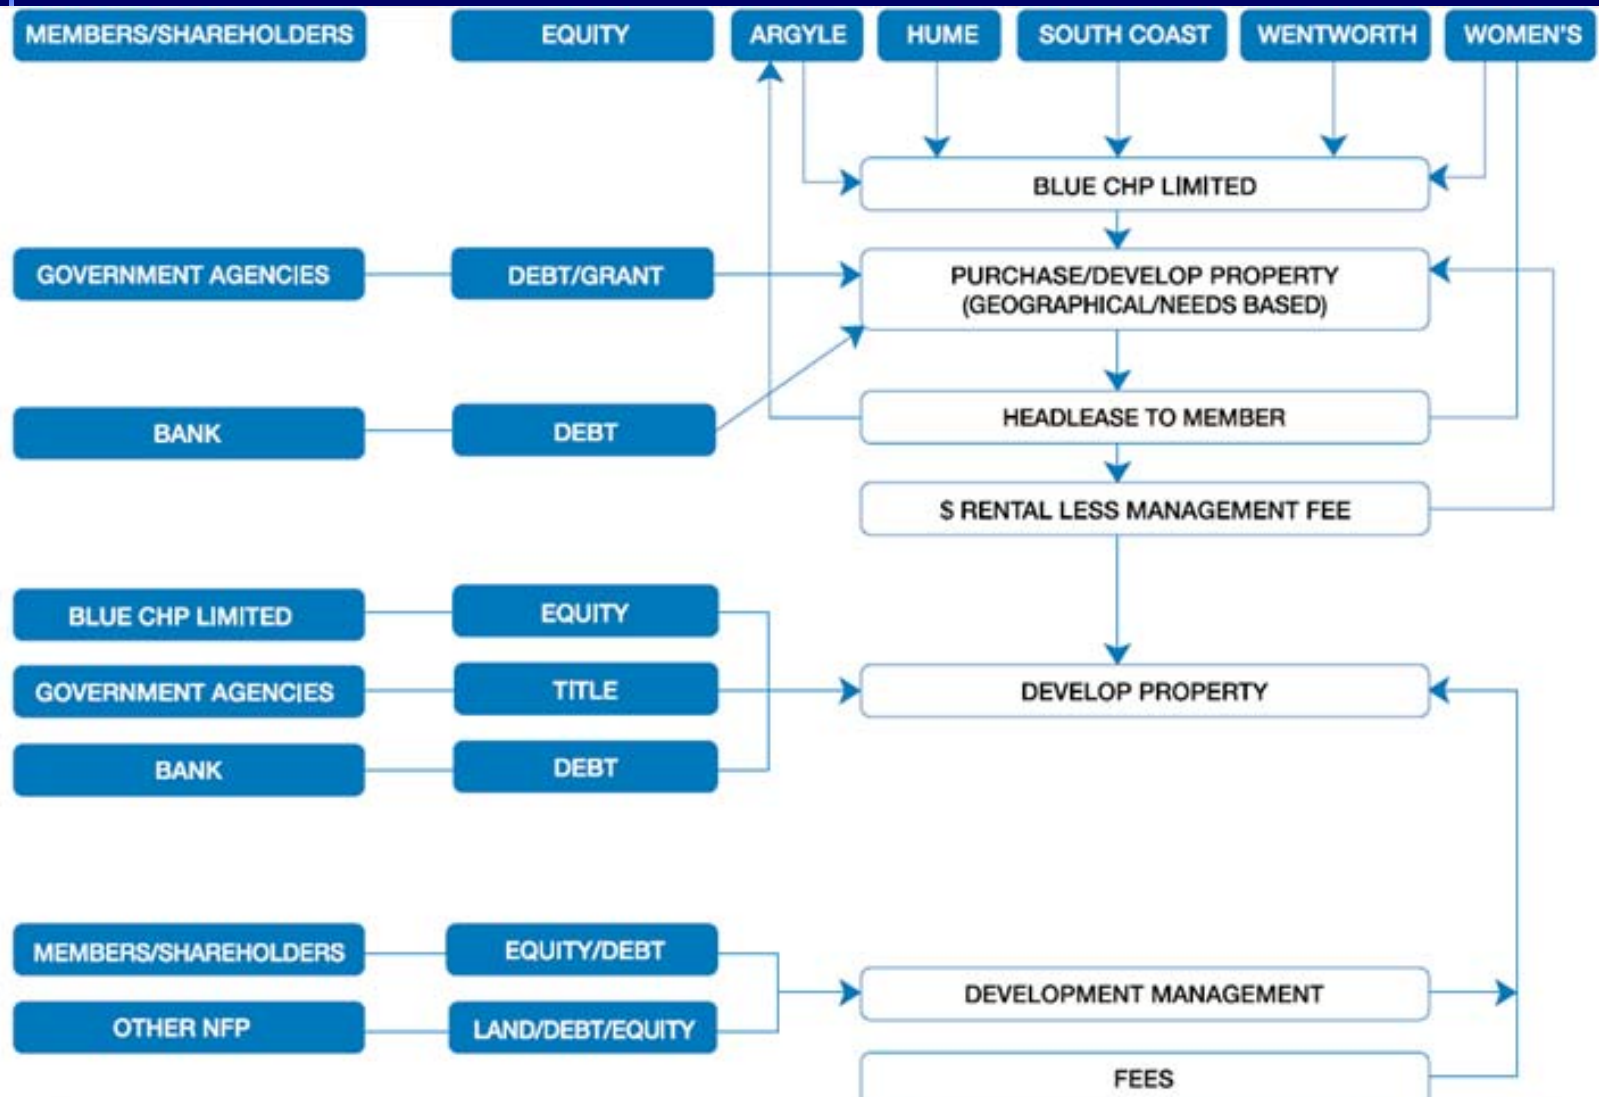 MEMBERS/SHAREHOLDERS
EQUITY
ARGYLE
HUME
SOUTH COAST
WENTWORTH
WOMEN'S
BLUE CHP LIMITED
GOVERNMENT AGENCIES
DEBT/GRANT
PURCHASE/DEVELOP PROPERTY
(GEOGRAPHICAL/NEEDS BASED)
BANK
DEBT
HEADLEASE TO MEMBER
$ RENTAL LESS MANAGEMENT FEE
BLUE CHP LIMITED
EQUITY
GOVERNMENT AGENCIES
TITLE
DEVELOP PROPERTY
BANK
DEBT
MEMBERS/SHAREHOLDERS
EQUITY/DEBT
DEVELOPMENT MANAGEMENT
OTHER NFP
LAND/DEBT/EQUITY
FEES